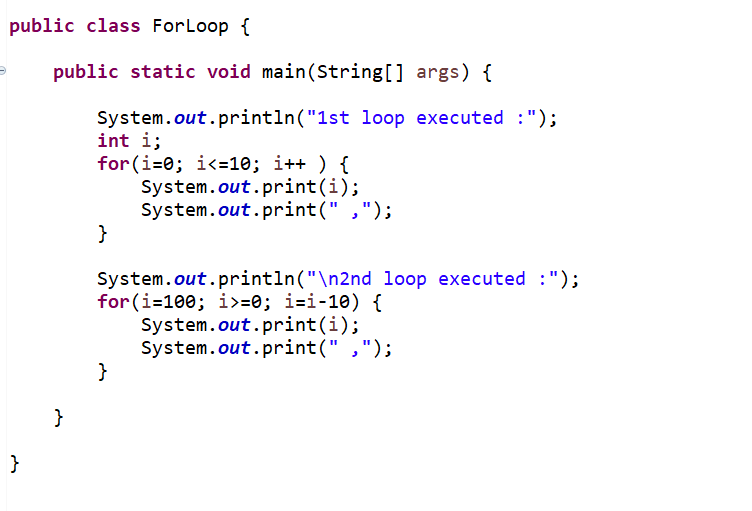 public class ForLoop {
public static void main(String[] args) {
System.out.println("1st loop executed :");
int i;
for(i=0; i<=10; i++ ) {
System.out.print(i);
System.out.print(" ,");
}
System.out.println("\n2nd loop executed :");
for(i=100; i>=0; i=i-10) {
System.out.print(i);
System.out.print(" ,");
}
}
}